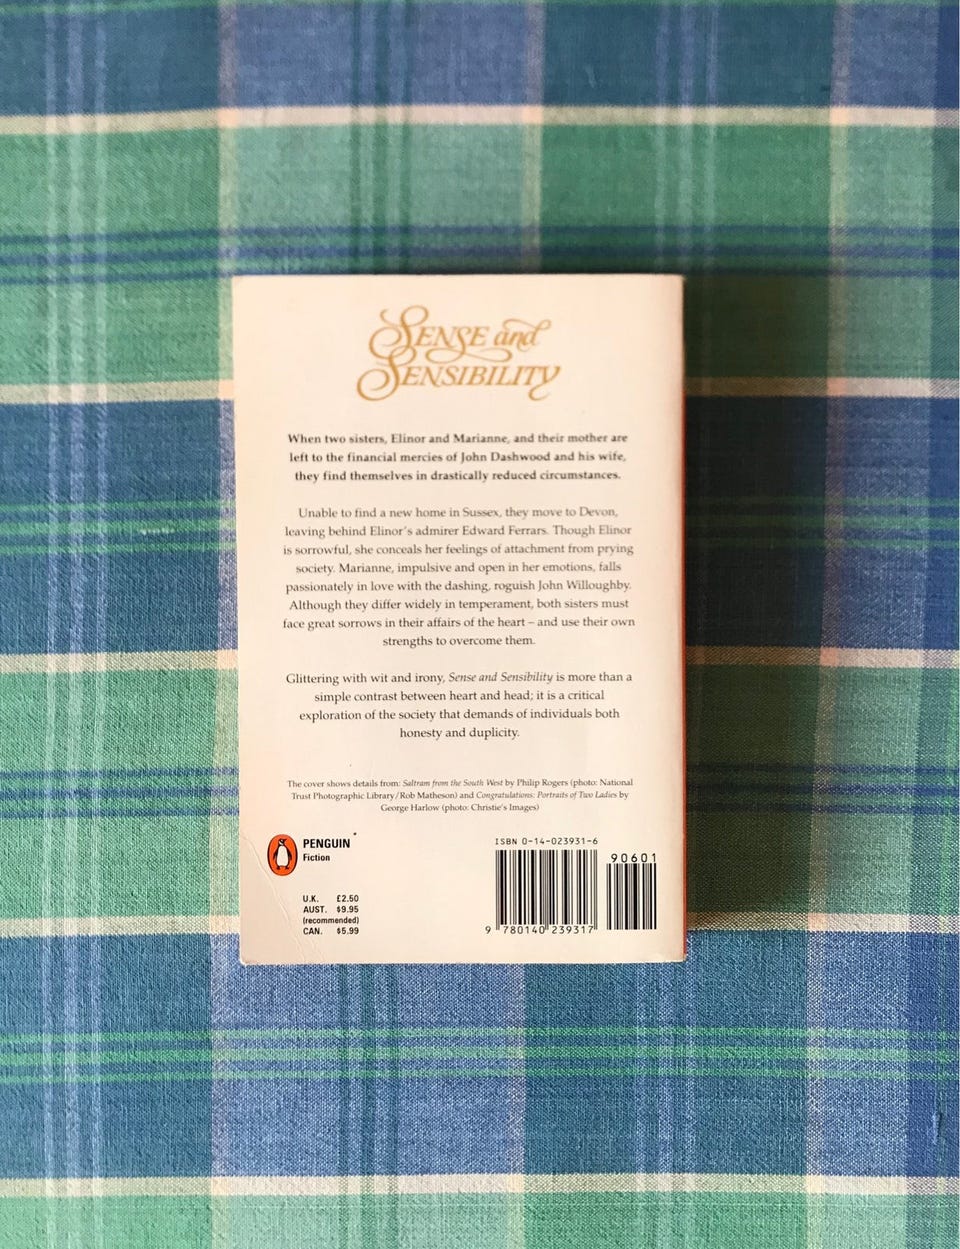 SENSE and
SENSIBILITY
When two sisters, Elinor and Marianne, and their mother are
left to the financial mercies of John Dashwood and his wife,
they find themselves in drastically reduced circumstances.
Unable to find a new home in Sussex, they move to Devon,
leaving behind Elinor's admirer Edward Ferrars. Though Elinor
is sorrowful, she conceals her feelings of attachment from prying
society. Marianne, impulsive and open in her emotions, falls
passionately in love with the dashing, roguish John Willoughby.
Although they differ widely in temperament, both sisters must
face great sorrows in their affairs of the heart – and use their own
strengths to overcome them.
Glittering with wit and irony, Sense and Sensibility is more than a
simple contrast between heart and head; it is a critical
exploration of the society that demands of individuals both
honesty and duplicity.
The cover shows details from: Saltram from the South West by Philip Rogers (photo: National
Trust Photographic Library/Rob Matheson) and Congratulations: Portraits of Two Ladies by
George Harlow (photo: Christie's Images)
PENGUIN
Fiction
U.K. £2.50
AUST. $9.95
(recommended)
CAN. $5.99
ISBN 0-14-023931-6
90601
9 780140 239317